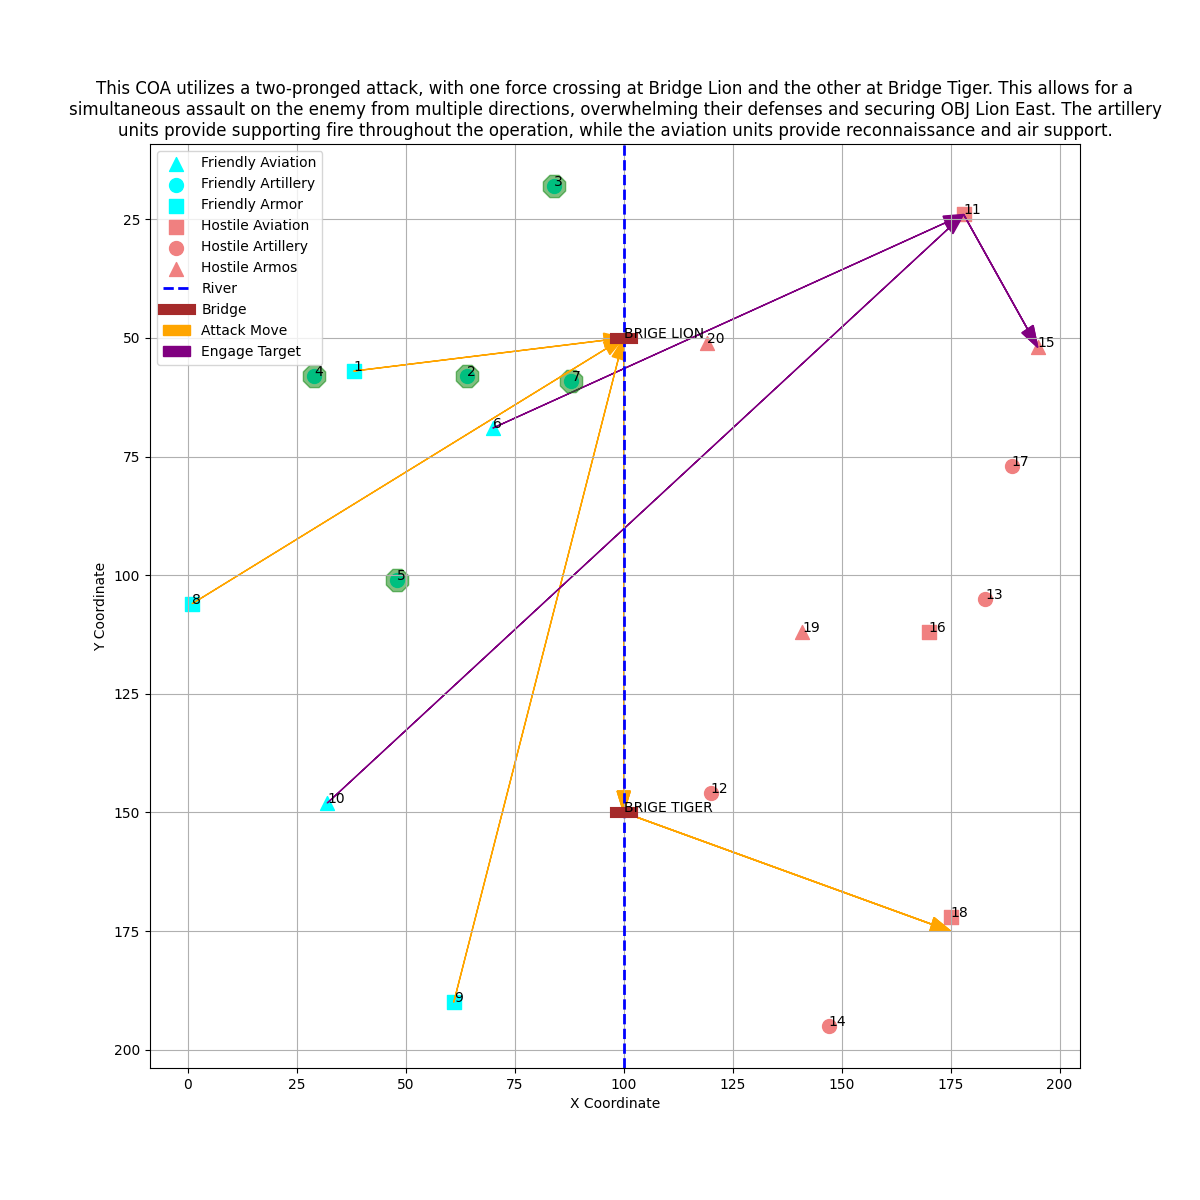 This COA utilizes a two-pronged attack, with one force crossing at Bridge Lion and the other at Bridge Tiger. This allows for a
simultaneous assault on the enemy from multiple directions, overwhelming their defenses and securing OBJ Lion East. The artillery
units provide supporting fire throughout the operation, while the aviation units provide reconnaissance and air support.
Friendly Aviation
Friendly Artillery
Friendly Armor
Hostile Aviation
Hostile Artillery
Hostile Armos
River
Bridge
Attack Move
Engage Target
3
11
BRIGE LION
20
15
4
1
2
7
6
17
5
8
13
19
16
10
12
BRIGE TIGER
18
9
14
25
50
75
100
125
150
175
200
Y Coordinate
0
25
50
75
100
125
150
175
200
X Coordinate